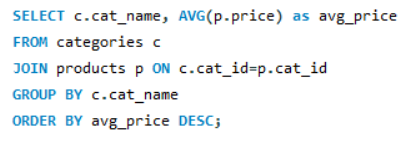 SELECT c.cat_name, AVG(p.price) as avg_price
FROM categories c
JOIN products p ON c.cat_id=p.cat_id
GROUP BY c.cat_name
ORDER BY avg_price DESC;